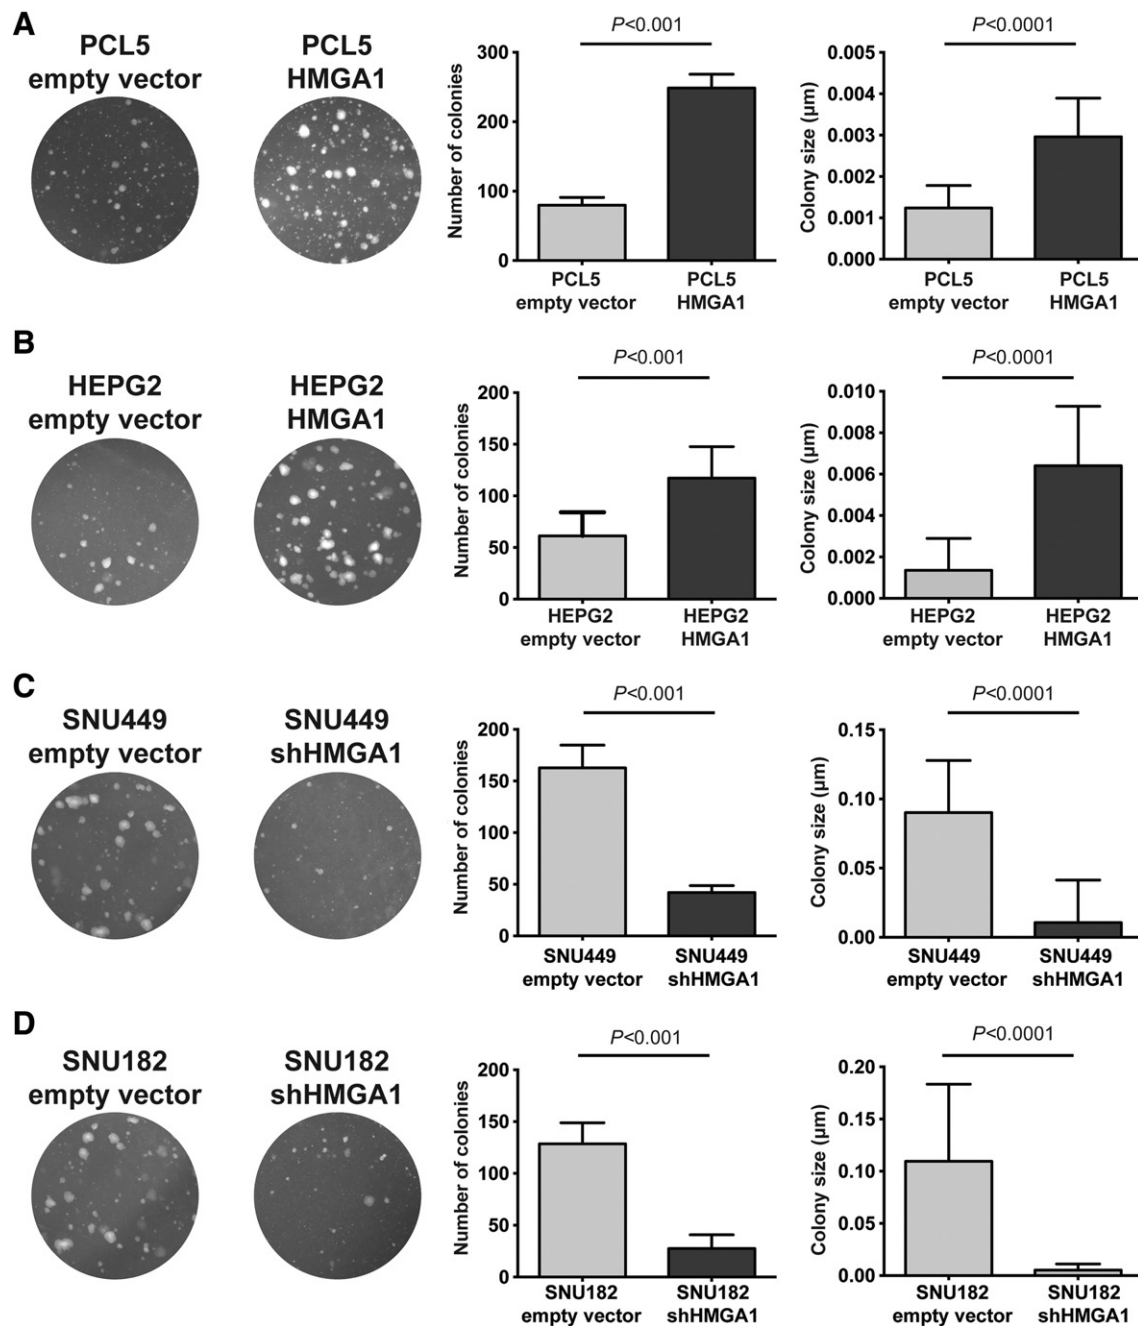 A
PCL5
empty vector
PCL5
HMGA1
P<0.001
Number of colonies
300
200
100
0
PCL5
empty vector
PCL5
HMGA1
P<0.0001
Colony size (µm)
0.005
0.004
0.003
0.002
0.001
0.000
PCL5
empty vector
PCL5
HMGA1
B
HEPG2
empty vector
HEPG2
HMGA1
P<0.001
Number of colonies
200
150
100
50
0
HEPG2
empty vector
HEPG2
HMGA1
P<0.0001
Colony size (µm)
0.010
0.008
0.006
0.004
0.002
0.000
HEPG2
empty vector
HEPG2
HMGA1
C
SNU449
empty vector
SNU449
shHMGA1
P<0.001
Number of colonies
200
150
100
50
0
SNU449
empty vector
SNU449
shHMGA1
P<0.0001
Colony size (µm)
0.15
0.10
0.05
0.00
SNU449
empty vector
SNU449
shHMGA1
D
SNU182
empty vector
SNU182
shHMGA1
P<0.001
Number of colonies
200
150
100
50
0
SNU182
empty vector
SNU182
shHMGA1
P<0.0001
Colony size (µm)
0.20
0.15
0.10
0.05
0.00
SNU182
empty vector
SNU182
shHMGA1